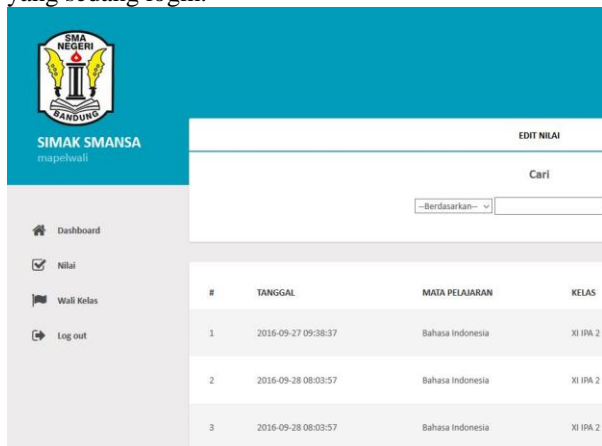 yang sedang login.
SMA
NEGERI
BANDUNG
SIMAK SMANSA
mapelwali
Dashboard
Nilai
Wali Kelas
Log out
EDIT NILAI
Cari
--Berdasarkan--
# TANGGAL MATA PELAJARAN KELAS
1 2016-09-27 09:38:37 Bahasa Indonesia XI IPA 2
2 2016-09-28 08:03:57 Bahasa Indonesia XI IPA 2
3 2016-09-28 08:03:57 Bahasa Indonesia XI IPA 2